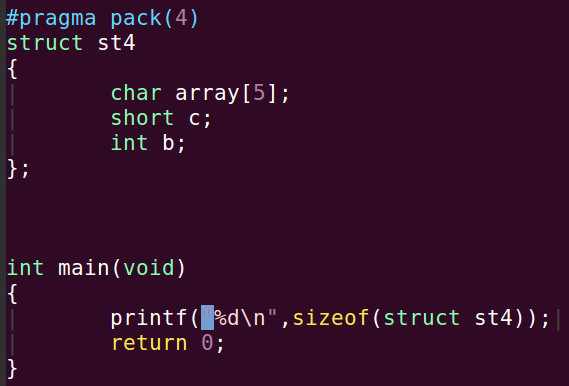 #pragma pack(4)
struct st4
{
char array[5];
short c;
int b;
};
int main(void)
{
printf("%d\n",sizeof(struct st4));
return 0;
}